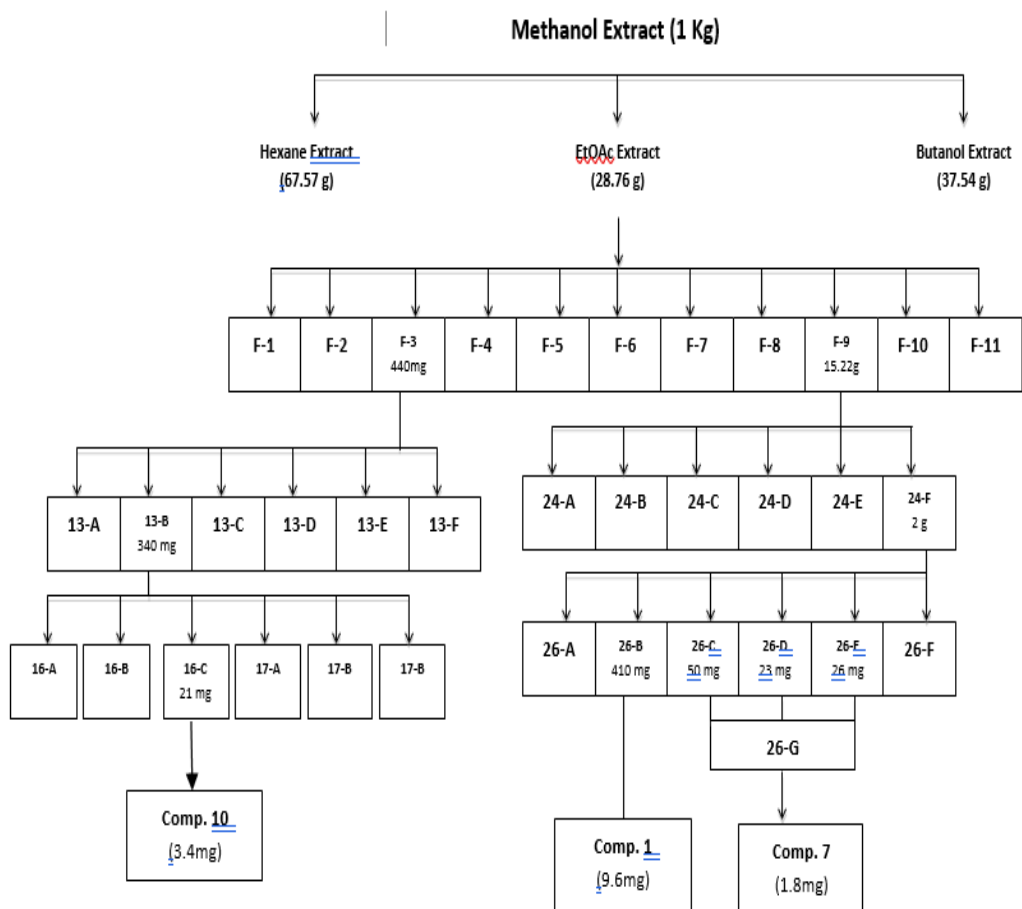 Methanol Extract (1 Kg)
Hexane Extract
(67.57 g)
EtOAc Extract
(28.76 g)
Butanol Extract
(37.54 g)
F-1
F-2
F-3
440mg
F-4
F-5
F-6
F-7
F-8
F-9
15.22g
F-10
F-11
13-A
13-B
340 mg
13-C
13-D
13-E
13-F
24-A
24-B
24-C
24-D
24-E
24-F
2 g
16-A
16-B
16-C
21 mg
17-A
17-B
17-B
26-A
26-B
410 mg
26-C
50 mg
26-D
23 mg
26-E
26 mg
26-F
26-G
Comp. 10
(3.4mg)
Comp. 1
(9.6mg)
Comp. 7
(1.8mg)